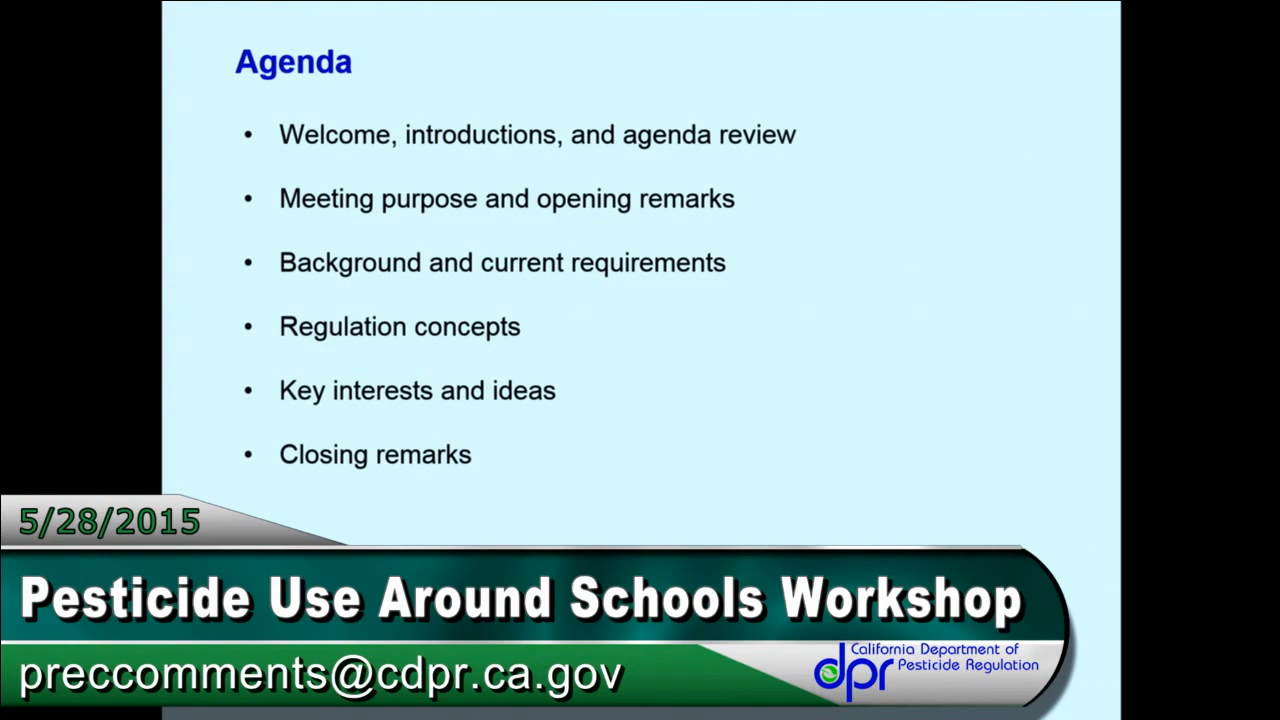 Agenda
• Welcome, introductions, and agenda review
• Meeting purpose and opening remarks
• Background and current requirements
• Regulation concepts
• Key interests and ideas
• Closing remarks
5/28/2015
Pesticide Use Around Schools Workshop
preccomments@cdpr.ca.gov
dpr
California Department of
Pesticide Regulation